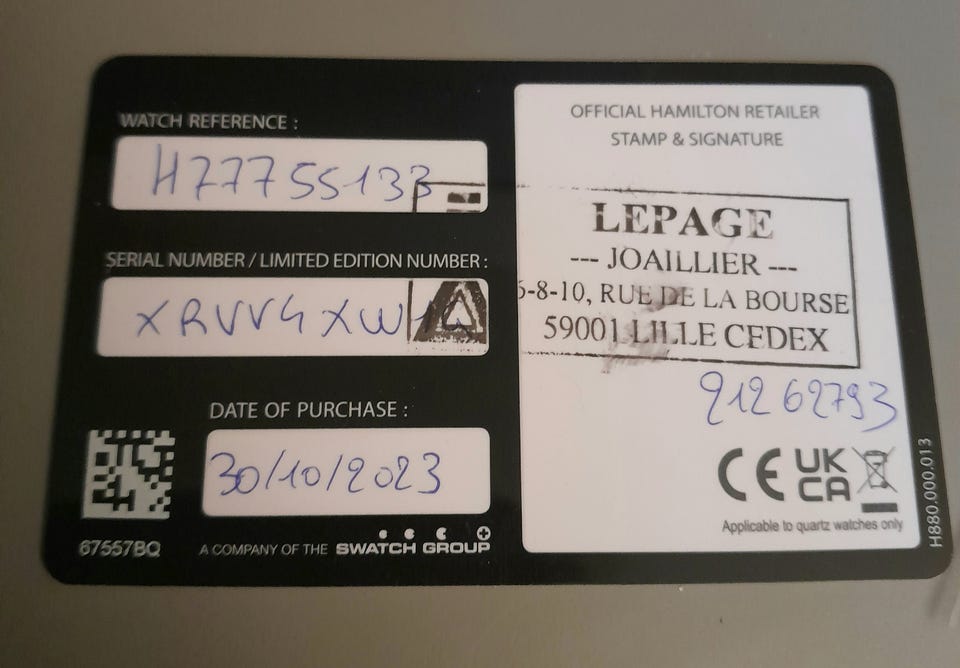 WATCH REFERENCE :
H77755133
SERIAL NUMBER / LIMITED EDITION NUMBER :
DATE OF PURCHASE :
30/10/2023
67557BQ
A COMPANY OF THE SWATCH GROUP
OFFICIAL HAMILTON RETAILER
STAMP & SIGNATURE
LEPAGE
--- JOAILLIER ---
6-8-10, RUE DE LA BOURSE
59001 LILLE CEDEX
91262793
CE UK CA
Applicable to quartz watches only
H880.000.013